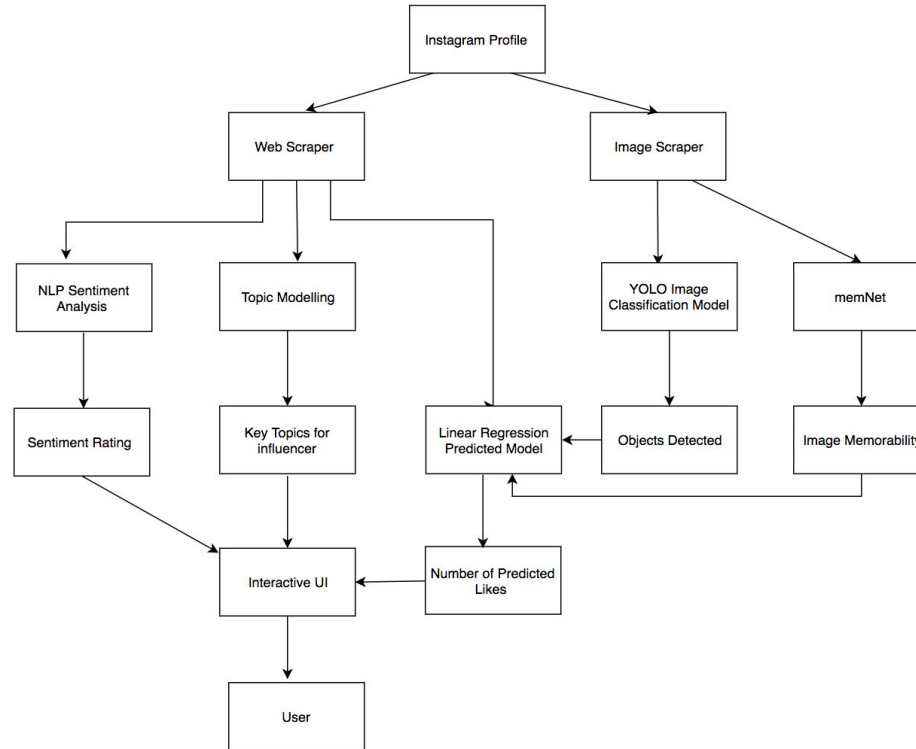 Instagram Profile
Web Scraper
Image Scraper
NLP Sentiment
Analysis
Topic Modelling
YOLO Image
Classification Model
memNet
Sentiment Rating
Key Topics for
influencer
Linear Regression
Predicted Model
Objects Detected
Image Memorability
Interactive UI
Number of Predicted
Likes
User